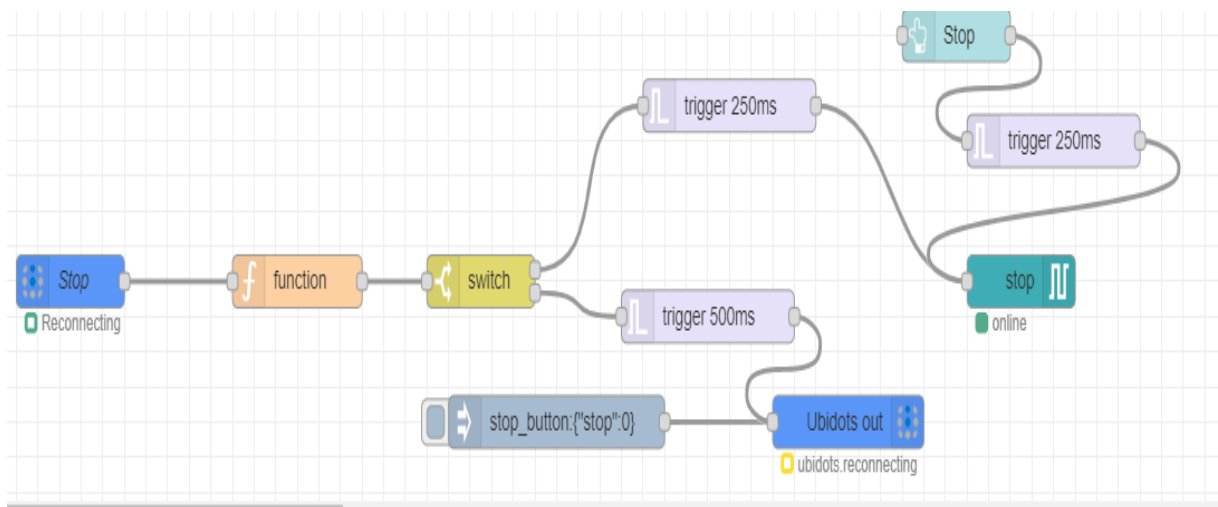 Stop
trigger 250ms
trigger 250ms
Stop
function
switch
stop
Reconnecting
trigger 500ms
online
stop_button:{"stop":0}
Ubidots out
ubidots.reconnecting